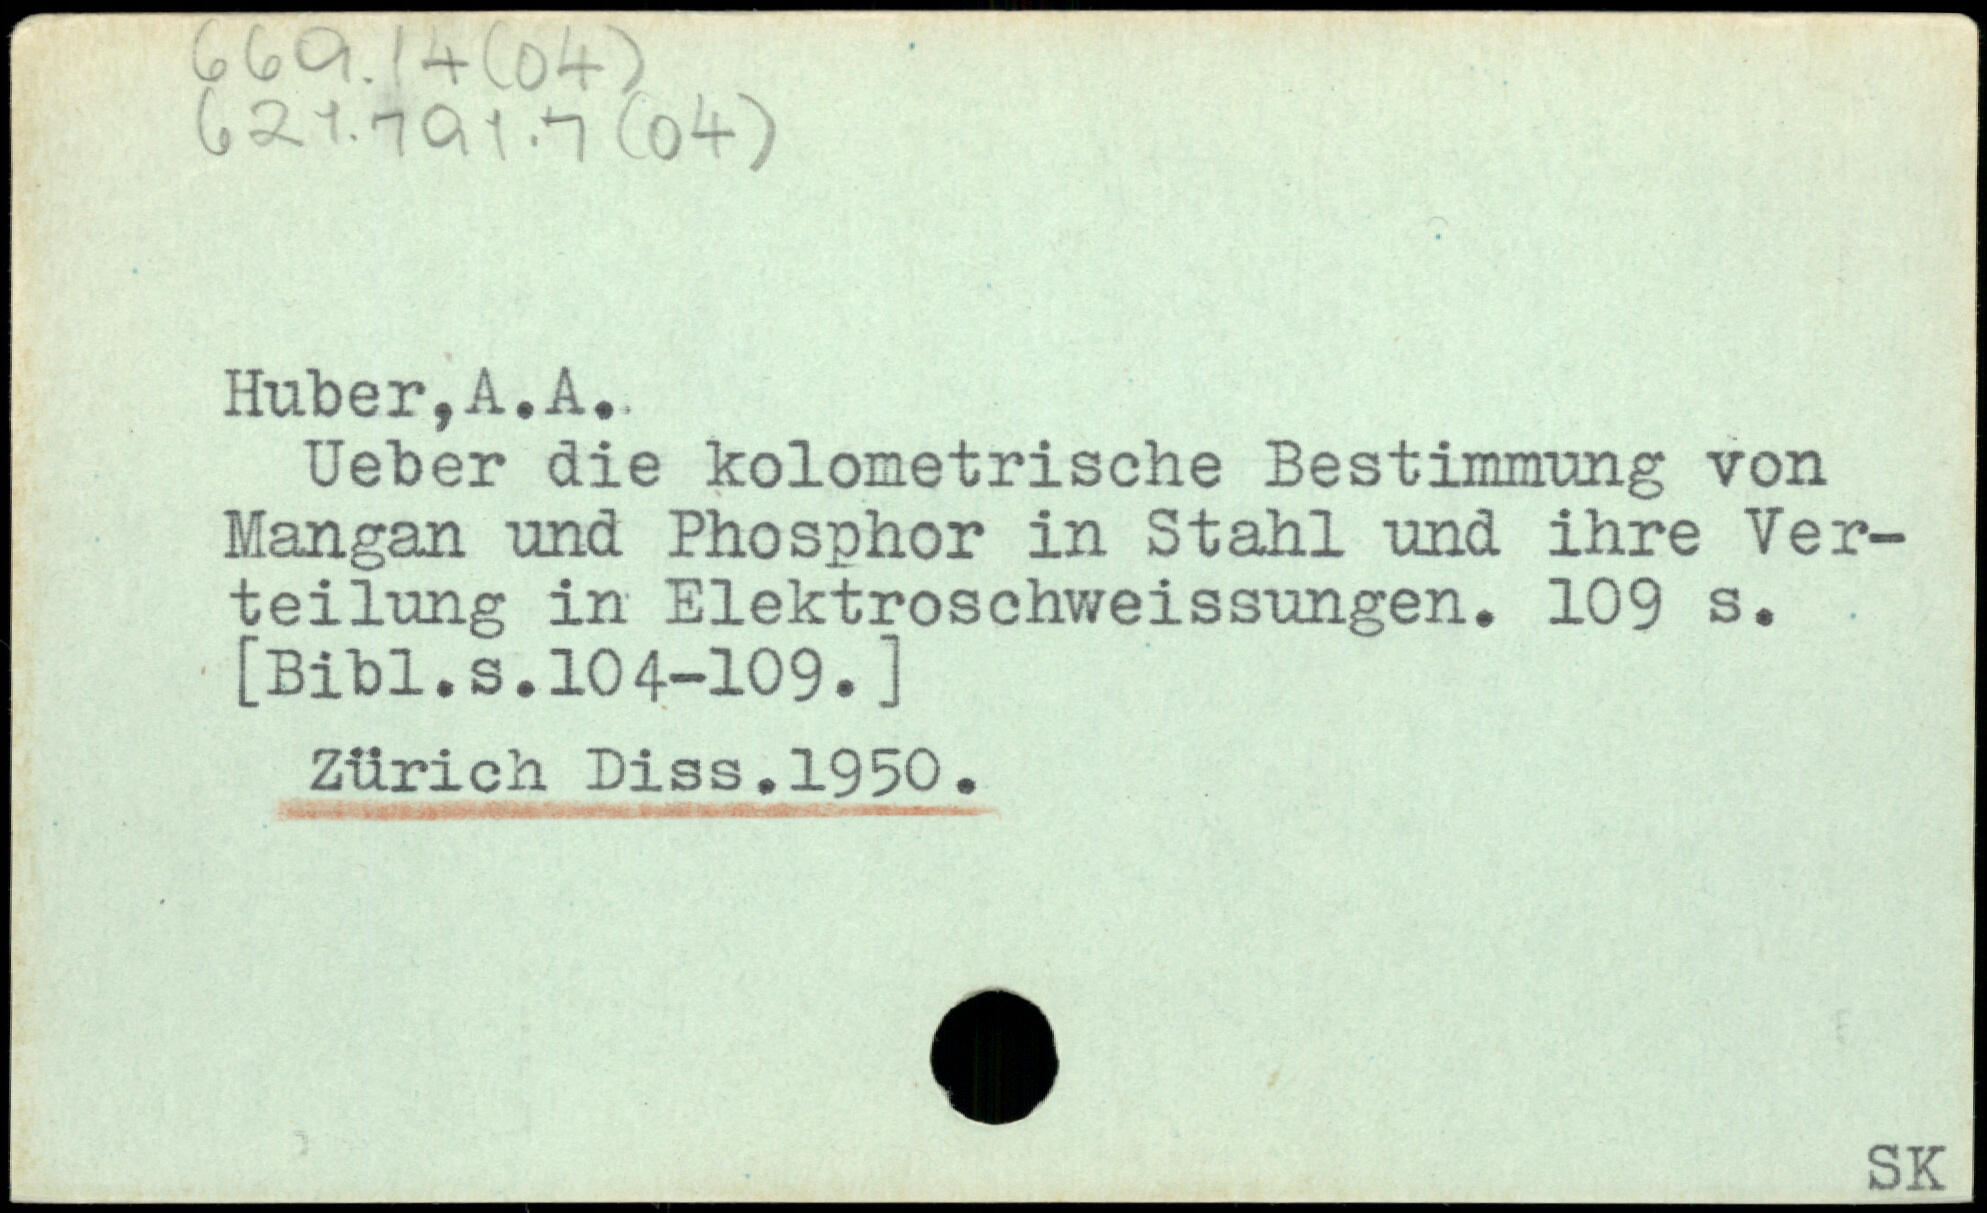 669.14(04)
621.791.7(04)
Huber,A.A.
Ueber die kolometrische Bestimmung von
Mangan und Phosphor in Stahl und ihre Ver-
teilung in Elektroschweissungen. 109 s.
[Bibl.s.104-109.]
Zürich Diss.1950.
SK